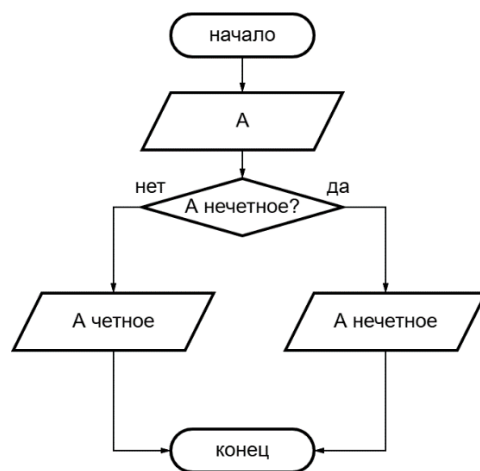 начало
А
нет
да
А нечетное?
А четное
А нечетное
конец